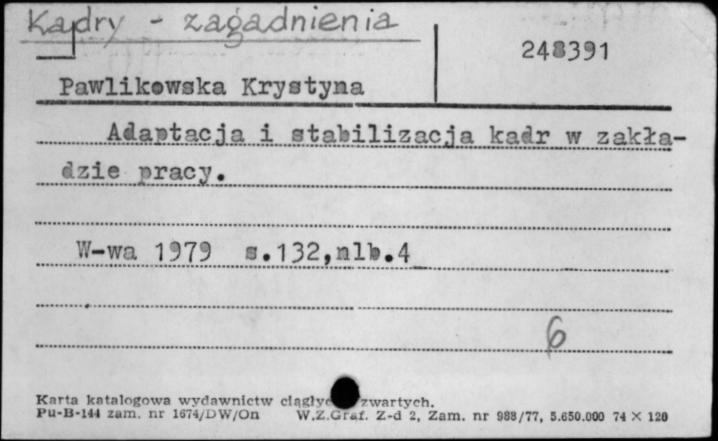 Kadry - zagadnienia
248391
Pawlikowska Krystyna
Adaptacja i stabilizacja kadr w zakła-
dzie pracy.
W-wa 1979 s.132,nlb.4
6
Karta katalogowa wydawnictw zwartych.
Pu-B-144 zam. nr 1674/DW/On W.Z.Graf. Z-d 2, Zam. nr 988/77, 5.650.000 74 × 120